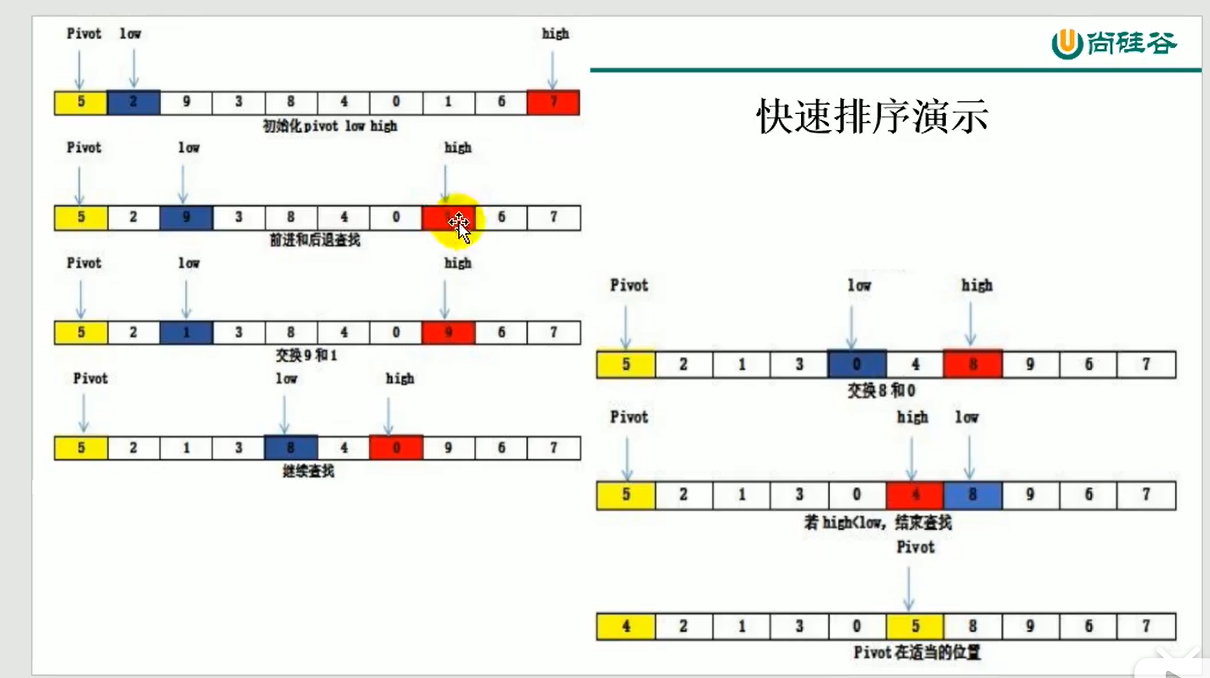 Pivot low high
5 2 9 3 8 4 0 1 6 7
初始化pivot low high
Pivot low high
5 2 9 3 8 4 0 6 7
前进和后退查找
Pivot low high
5 2 1 3 8 4 0 9 6 7
交换9和1
Pivot low high
5 2 1 3 8 4 0 9 6 7
继续查找
尚硅谷
快速排序演示
Pivot low high
5 2 1 3 0 4 8 9 6 7
交换8和0
Pivot high low
5 2 1 3 0 4 8 9 6 7
若high<low，结束查找
Pivot
4 2 1 3 0 5 8 9 6 7
Pivot在适当的位置